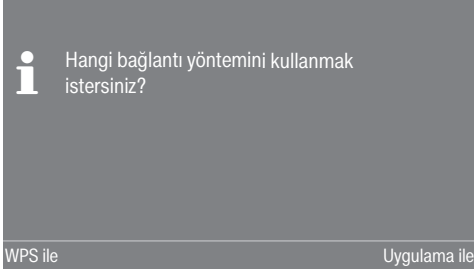 Hangi bağlantı yöntemini kullanmak
istersiniz?
WPS ile
Uygulama ile